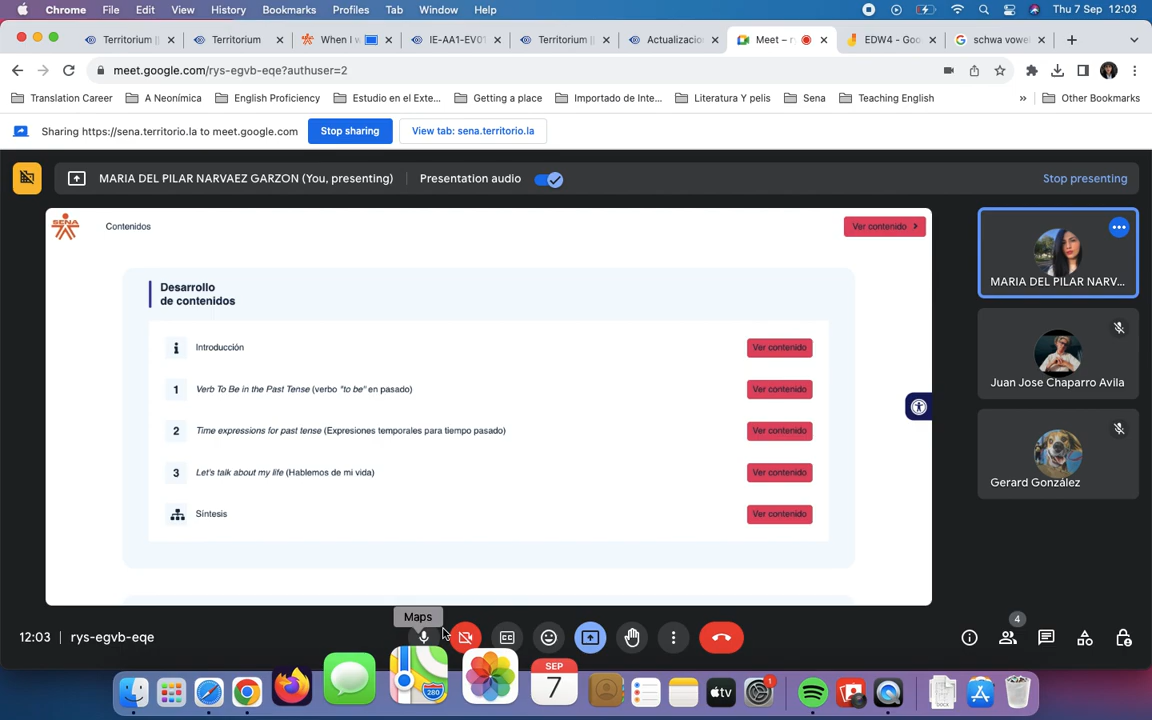 Chrome File Edit View History Bookmarks Profiles Tab Window Help Thu 7 Sep 12:03
Territorium || Territorium When I w IE-AA1-EV01 Territorium || Actualizacio Meet – r EDW4 - Goo schwa vowe
meet.google.com/rys-egvb-eqe?authuser=2
Translation Career A Neonímica English Proficiency Estudio en el Exte... Getting a place Importado de Inte... Literatura Y pelis Sena Teaching English » Other Bookmarks
Sharing https://sena.territorio.la to meet.google.com Stop sharing View tab: sena.territorio.la
MARIA DEL PILAR NARVAEZ GARZON (You, presenting) Presentation audio Stop presenting
SENA Contenidos Ver contenido
Desarrollo
de contenidos
Introducción Ver contenido
1 Verb To Be in the Past Tense (verbo "to be" en pasado) Ver contenido
2 Time expressions for past tense (Expresiones temporales para tiempo pasado) Ver contenido
3 Let's talk about my life (Hablemos de mi vida) Ver contenido
Síntesis Ver contenido
MARIA DEL PILAR NARV...
Juan Jose Chaparro Avila
Gerard González
Maps
12:03 | rys-egvb-eqe
4
SEP
7
280
tv
1
DOCX